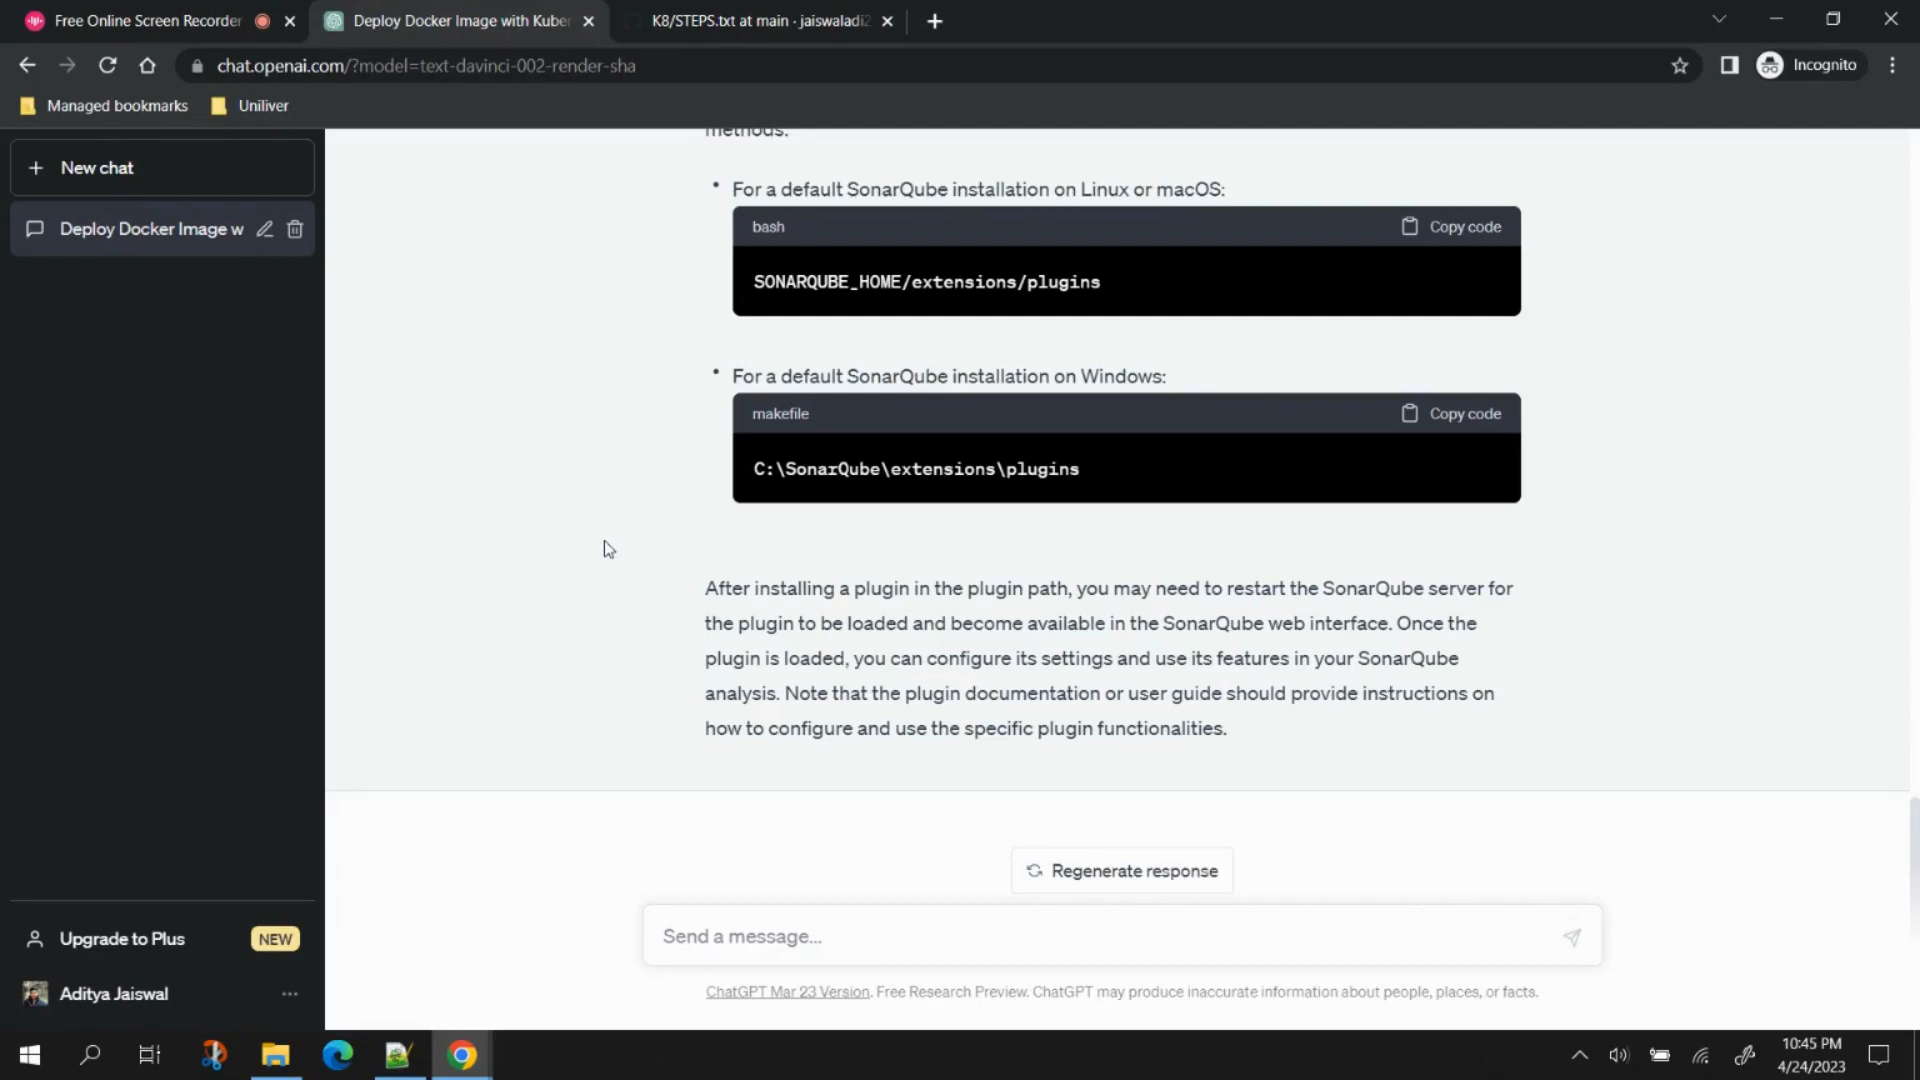 Free Online Screen Recorder
Deploy Docker Image with Kuber
K8/STEPS.txt at main · jaiswaladi2
chat.openai.com/?model=text-davinci-002-render-sha
Incognito
Managed bookmarks
Uniliver
New chat
Deploy Docker Image w
methods.
• For a default SonarQube installation on Linux or macOS:
bash
Copy code
SONARQUBE_HOME/extensions/plugins
• For a default SonarQube installation on Windows:
makefile
Copy code
C:\SonarQube\extensions\plugins
After installing a plugin in the plugin path, you may need to restart the SonarQube server for
the plugin to be loaded and become available in the SonarQube web interface. Once the
plugin is loaded, you can configure its settings and use its features in your SonarQube
analysis. Note that the plugin documentation or user guide should provide instructions on
how to configure and use the specific plugin functionalities.
Regenerate response
Send a message...
ChatGPT Mar 23 Version. Free Research Preview. ChatGPT may produce inaccurate information about people, places, or facts.
Upgrade to Plus
NEW
Aditya Jaiswal
10:45 PM
4/24/2023